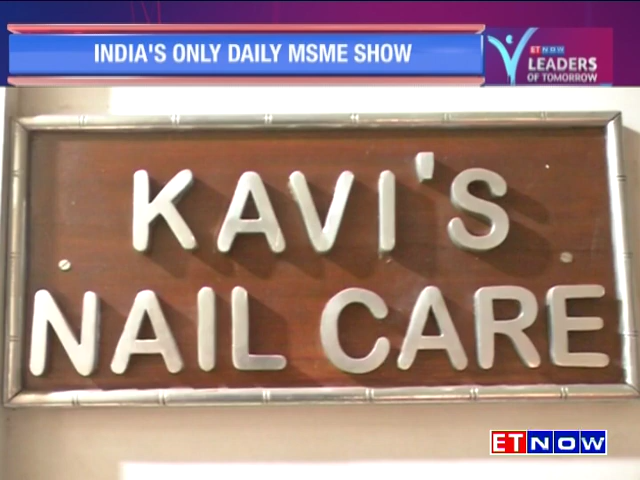 INDIA'S ONLY DAILY MSME SHOW
ET NOW
LEADERS
OF TOMORROW
KAVI'S
NAIL CARE
ET NOW